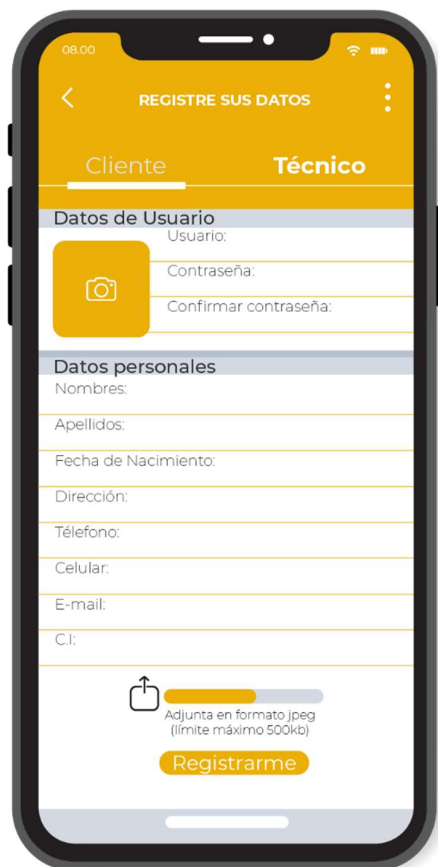 08.00
REGISTRE SUS DATOS
Cliente Técnico
Datos de Usuario
Usuario:
Contraseña:
Confirmar contraseña:
Datos personales
Nombres:
Apellidos:
Fecha de Nacimiento:
Dirección:
Télefono:
Celular:
E-mail:
C.I:
Adjunta en formato jpeg
(límite máximo 500kb)
Registrarme